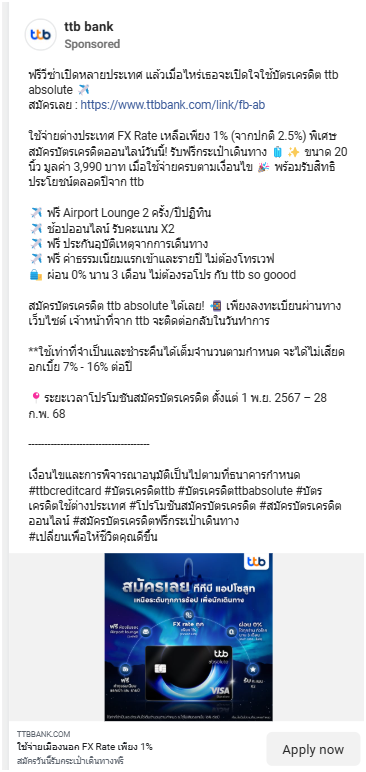 ttb bank
Sponsored
ฟรีวีซ่าเปิดหลายประเทศ แล้วเมื่อไหร่เธอจะเปิดใจใช้บัตรเครดิต ttb
absolute ✈️
สมัครเลย : https://www.ttbbank.com/link/fb-ab
ใช้จ่ายต่างประเทศ FX Rate เหลือเพียง 1% (จากปกติ 2.5%) พิเศษ
สมัครบัตรเครดิตออนไลน์วันนี้! รับฟรีกระเป๋าเดินทาง 🧳 ✨ ขนาด 20
นิ้ว มูลค่า 3,990 บาท เมื่อใช้จ่ายครบตามเงื่อนไข 🎉 พร้อมรับสิทธิ
ประโยชน์ตลอดปีจาก ttb
✈️ ฟรี Airport Lounge 2 ครั้ง/ปีปฏิทิน
✈️ ช้อปออนไลน์ รับคะแนน X2
✈️ ฟรี ประกันอุบัติเหตุจากการเดินทาง
✈️ ฟรี ค่าธรรมเนียมแรกเข้าและรายปี ไม่ต้องโทรเวฟ
🛍️ ผ่อน 0% นาน 3 เดือน ไม่ต้องรอโปร กับ ttb so goood
สมัครบัตรเครดิต ttb absolute ได้เลย! 📲 เพียงลงทะเบียนผ่านทาง
เว็บไซต์ เจ้าหน้าที่จาก ttb จะติดต่อกลับในวันทำการ
**ใช้เท่าที่จำเป็นและชำระคืนได้เต็มจำนวนตามกำหนด จะได้ไม่เสียด
อกเบี้ย 7% - 16% ต่อปี
📍 ระยะเวลาโปรโมชันสมัครบัตรเครดิต ตั้งแต่ 1 พ.ย. 2567 – 28
ก.พ. 68
-------------------------------------
เงื่อนไขและการพิจารณาอนุมัติเป็นไปตามที่ธนาคารกำหนด
#ttbcreditcard #บัตรเครดิตttb #บัตรเครดิตttbabsolute #บัตร
เครดิตใช้ต่างประเทศ #โปรโมชันสมัครบัตรเครดิต #สมัครบัตรเครดิต
ออนไลน์ #สมัครบัตรเครดิตฟรีกระเป๋าเดินทาง
#เปลี่ยนเพื่อให้ชีวิตคุณดีขึ้น
ttb
สมัครเลย ทีทีบี แอปโซลูท
เหนือระดับทุกการช้อป เพื่อนักเดินทาง
FX rate ถูก
1%
ฟรี
ผ่อน 0%
ttb
absolute
VISA
ฟรี
รับ
TTBBANK.COM
ใช้จ่ายเมืองนอก FX Rate เพียง 1%
สมัครวันนี้รับกระเป๋าเดินทางฟรี
Apply now